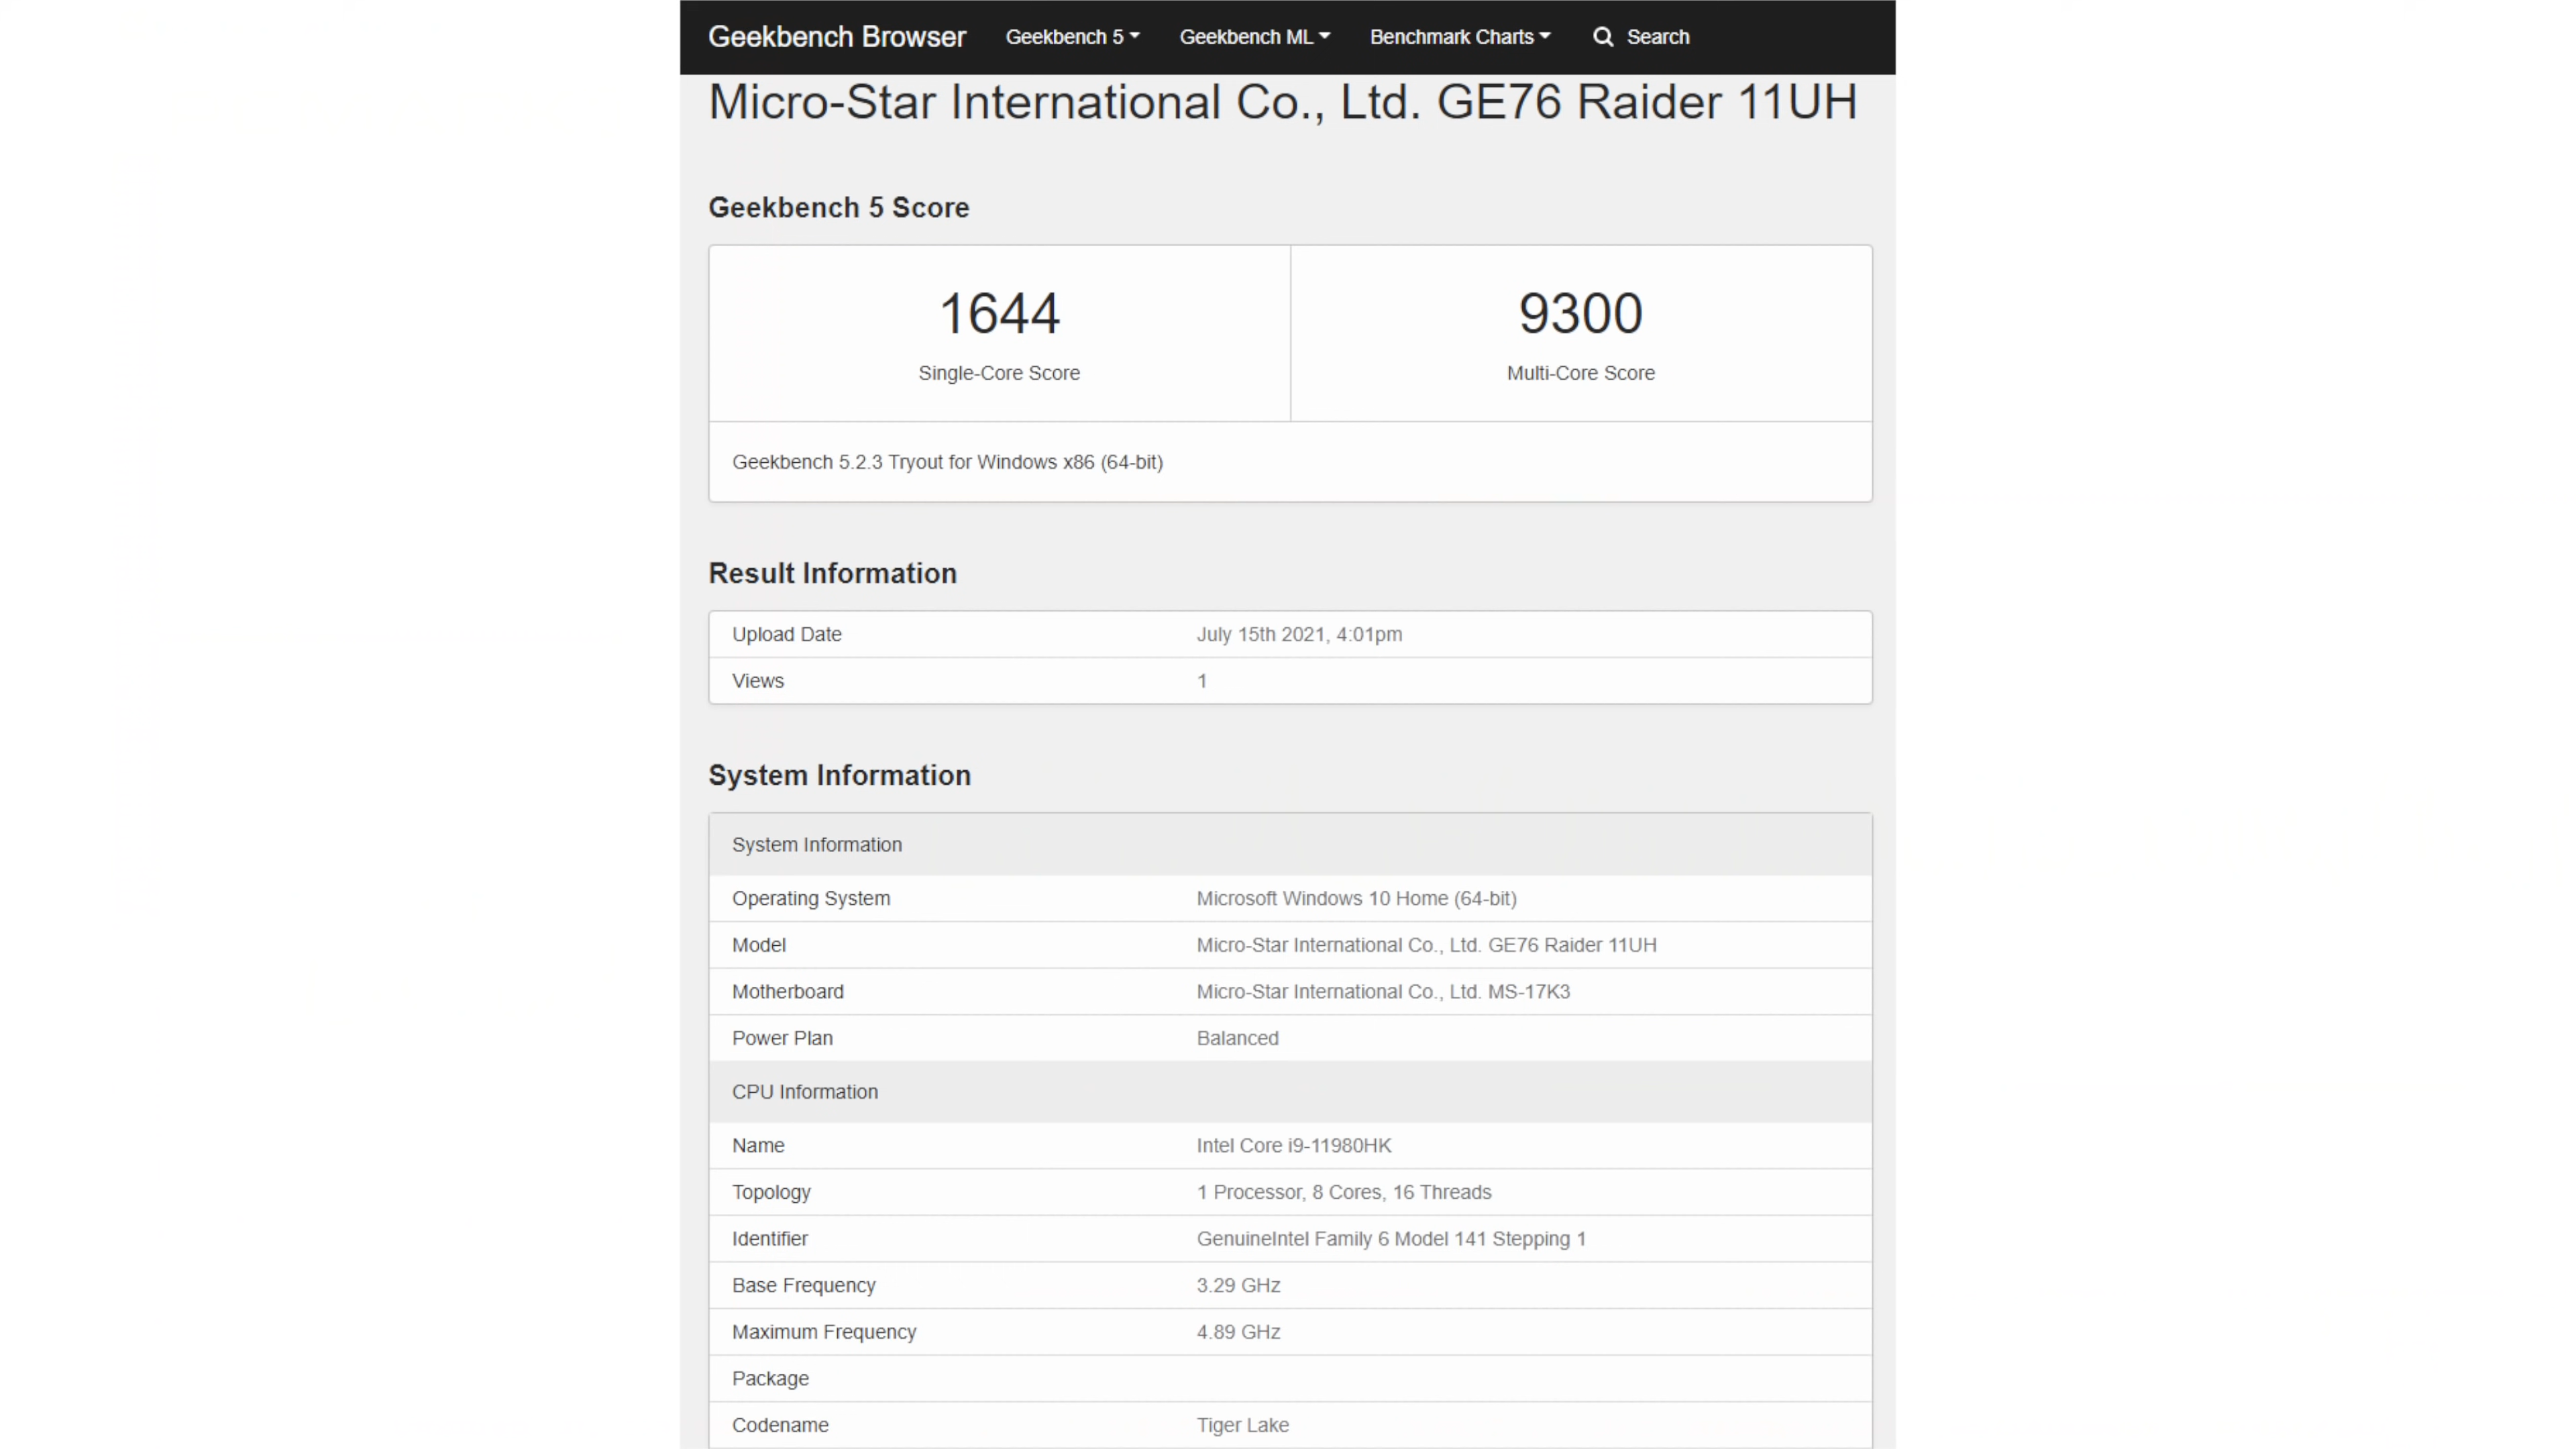 Geekbench Browser Geekbench 5 Geekbench ML Benchmark Charts Search
Micro-Star International Co., Ltd. GE76 Raider 11UH
Geekbench 5 Score
1644 9300
Single-Core Score Multi-Core Score
Geekbench 5.2.3 Tryout for Windows x86 (64-bit)
Result Information
Upload Date July 15th 2021, 4:01pm
Views 1
System Information
System Information
Operating System Microsoft Windows 10 Home (64-bit)
Model Micro-Star International Co., Ltd. GE76 Raider 11UH
Motherboard Micro-Star International Co., Ltd. MS-17K3
Power Plan Balanced
CPU Information
Name Intel Core i9-11980HK
Topology 1 Processor, 8 Cores, 16 Threads
Identifier GenuineIntel Family 6 Model 141 Stepping 1
Base Frequency 3.29 GHz
Maximum Frequency 4.89 GHz
Package
Codename Tiger Lake